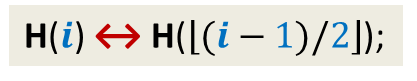 H(i) ↔ H(⌊(i − 1)/2⌋);